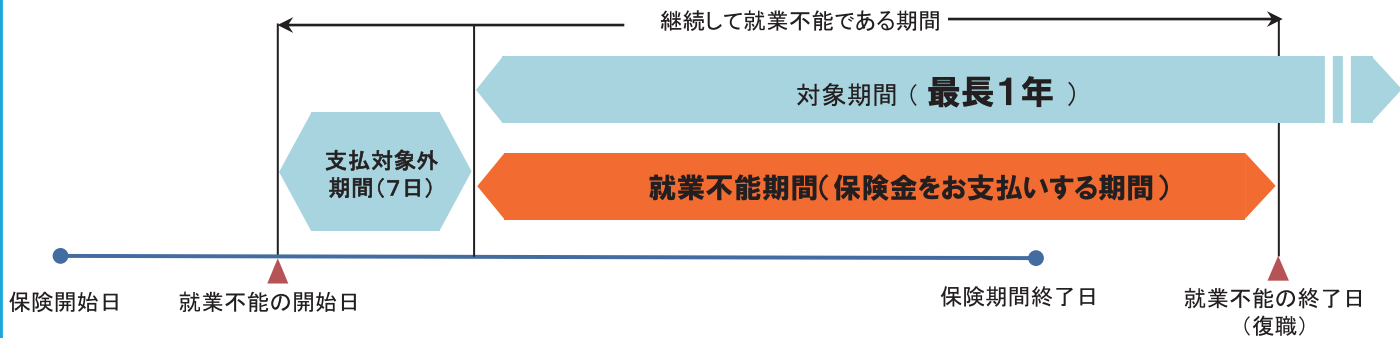 継続して就業不能である期間
対象期間（ 最長１年 ）
支払対象外
期間（７日）
就業不能期間（保険金をお支払いする期間）
保険開始日
就業不能の開始日
保険期間終了日
就業不能の終了日
（復職）